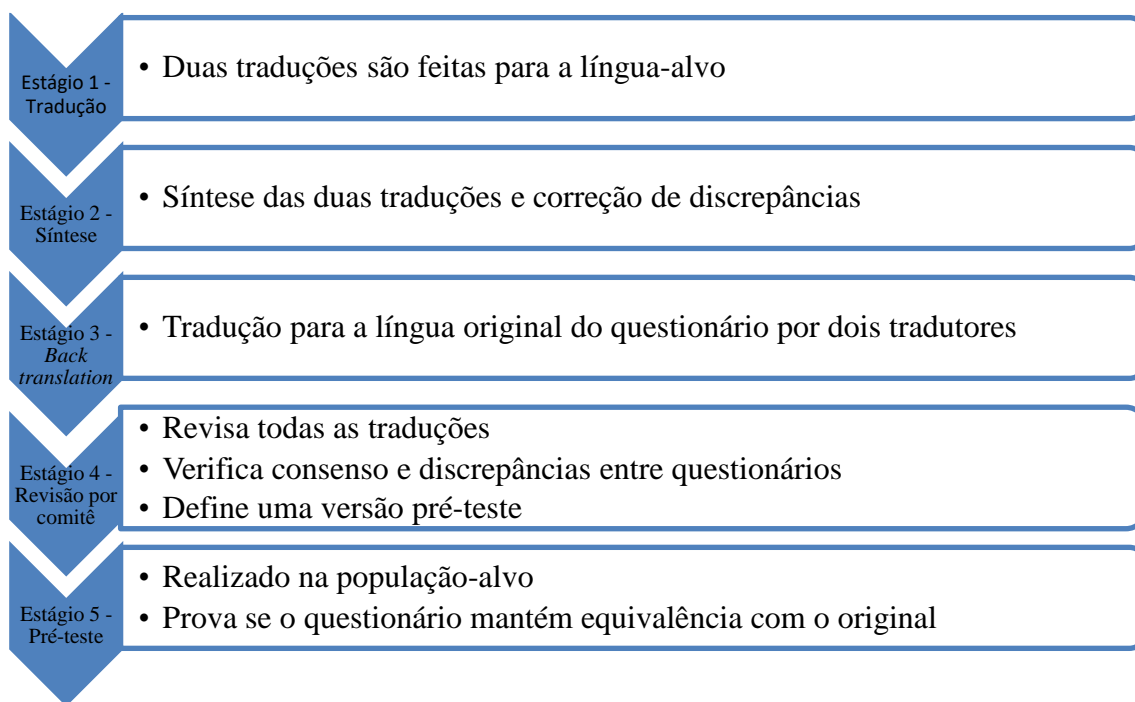 Estágio 1 -
Tradução
• Duas traduções são feitas para a língua-alvo
Estágio 2 -
Síntese
• Síntese das duas traduções e correção de discrepâncias
Estágio 3 -
Back
translation
• Tradução para a língua original do questionário por dois tradutores
Estágio 4 -
Revisão por
comitê
• Revisa todas as traduções
• Verifica consenso e discrepâncias entre questionários
• Define uma versão pré-teste
Estágio 5 -
Pré-teste
• Realizado na população-alvo
• Prova se o questionário mantém equivalência com o original